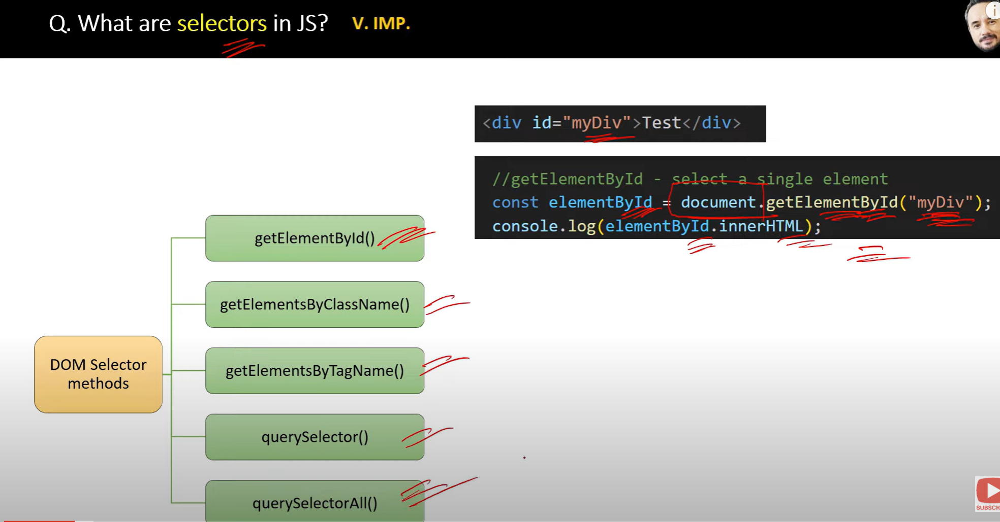 Q. What are selectors in JS? V. IMP.
<div id="myDiv">Test</div>
//getElementById - select a single element
const elementById = document.getElementById("myDiv");
console.log(elementById.innerHTML);
DOM Selector
methods
getElementById()
getElementsByClassName()
getElementsByTagName()
querySelector()
querySelectorAll()
i
SUBSCR